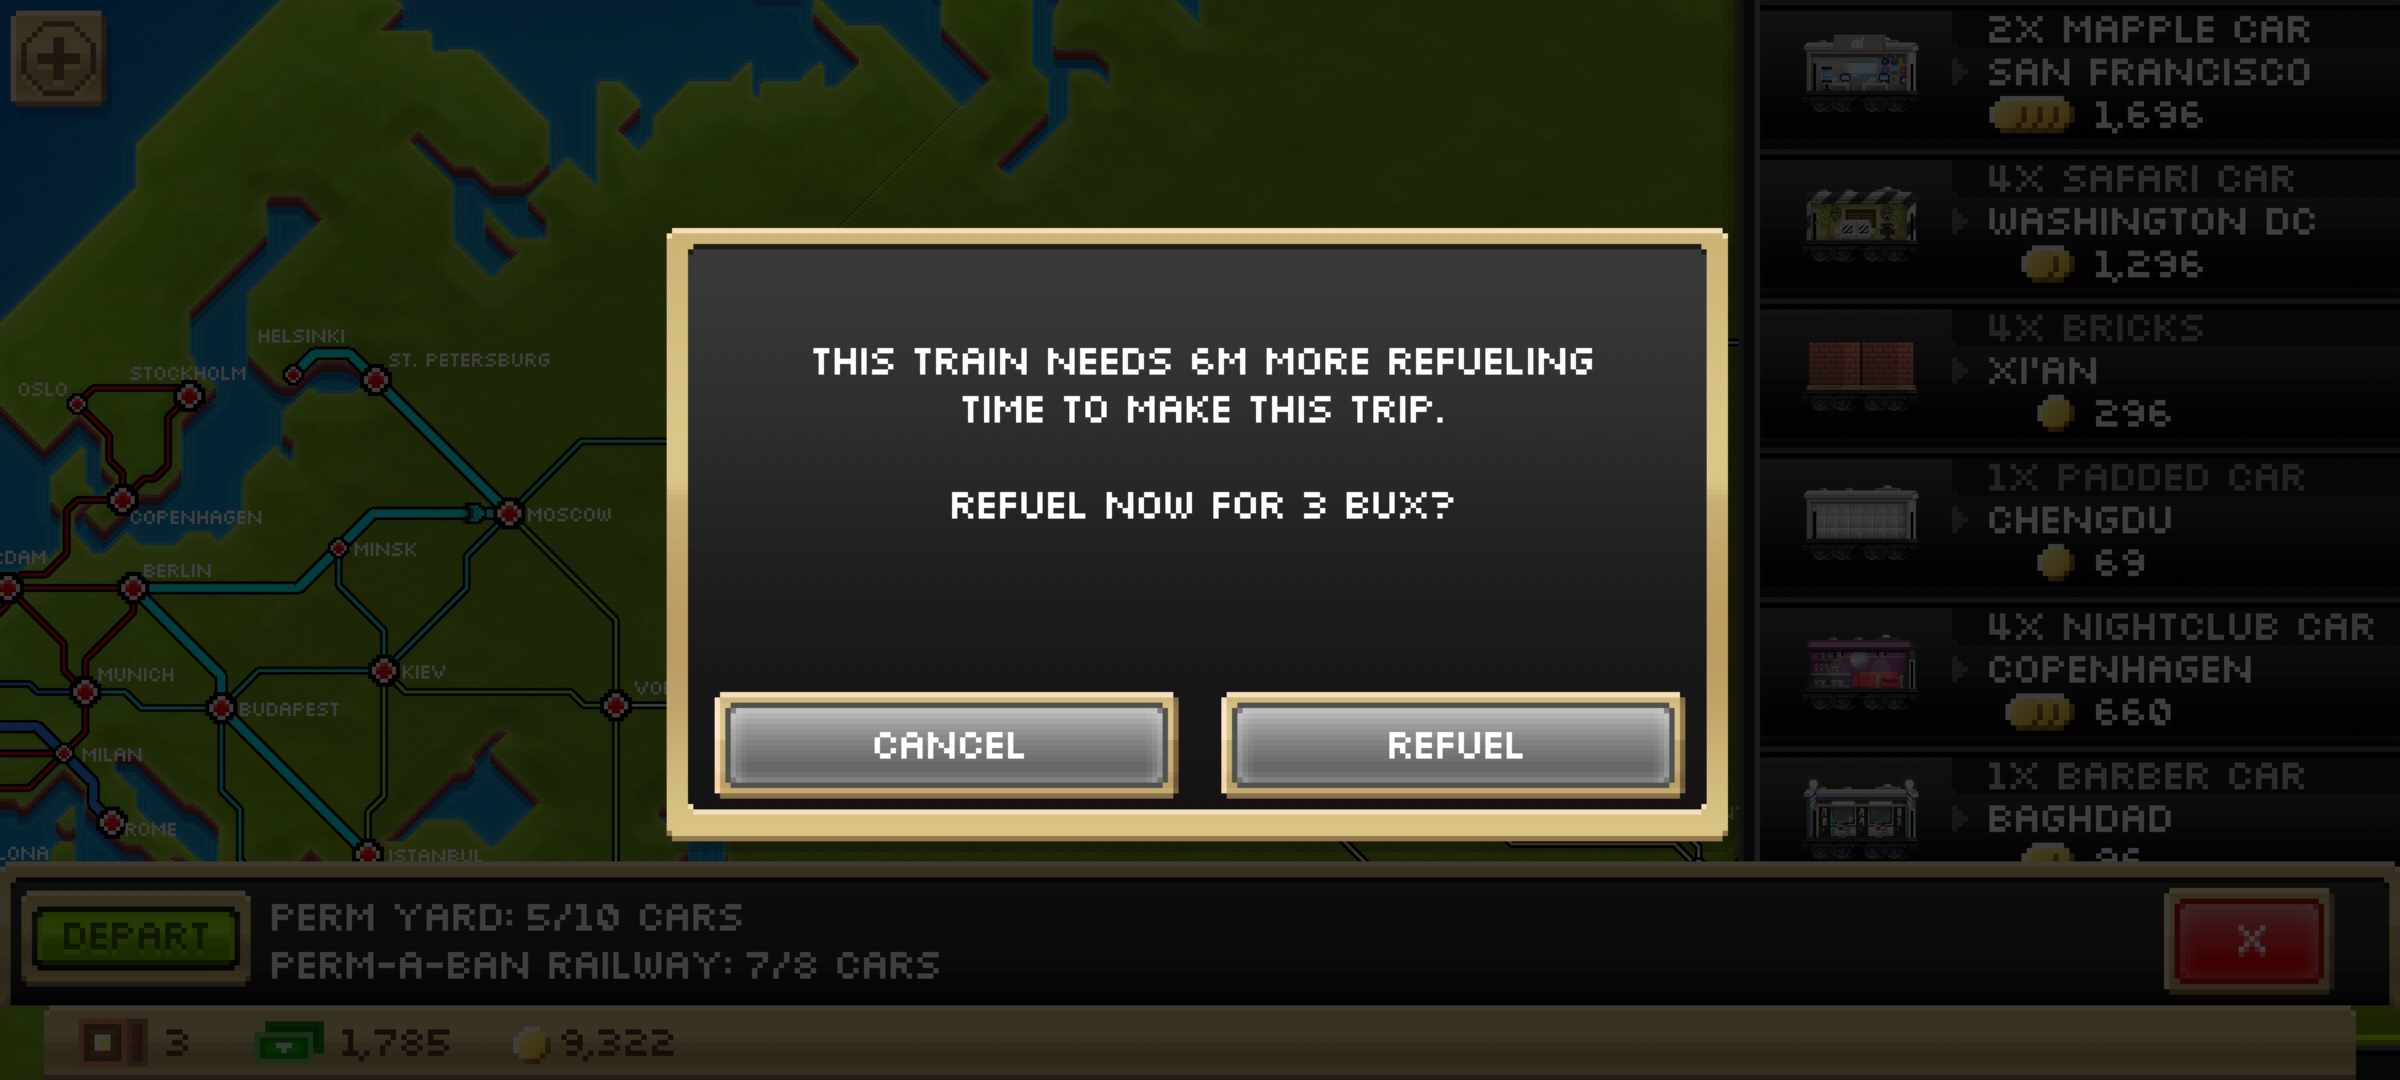 2X MAPPLE CAR
SAN FRANCISCO
1,696
4X SAFARI CAR
WASHINGTON DC
1,296
4X BRICKS
XI'AN
296
1X PADDED CAR
CHENGDU
69
4X NIGHTCLUB CAR
COPENHAGEN
660
1X BARBER CAR
BAGHDAD
HELSINKI
ST. PETERSBURG
STOCKHOLM
OSLO
COPENHAGEN
MOSCOW
MINSK
DAM
BERLIN
MUNICH
KIEV
VO
BUDAPEST
MILAN
ROME
LONA
ISTANBUL
THIS TRAIN NEEDS 6M MORE REFUELING
TIME TO MAKE THIS TRIP.
REFUEL NOW FOR 3 BUX?
CANCEL
REFUEL
DEPART
PERM YARD: 5/10 CARS
PERM-A-BAN RAILWAY: 7/8 CARS
X
3
1,785
9,322